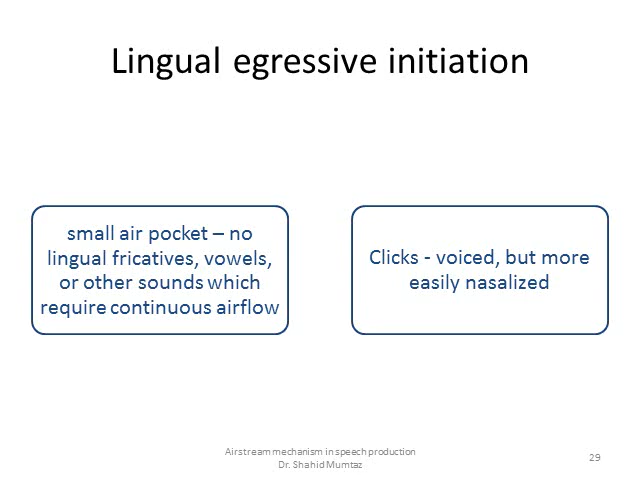 Lingual egressive initiation
small air pocket – no
lingual fricatives, vowels,
or other sounds which
require continuous airflow
Clicks - voiced, but more
easily nasalized
Airstream mechanism in speech production
Dr. Shahid Mumtaz
29